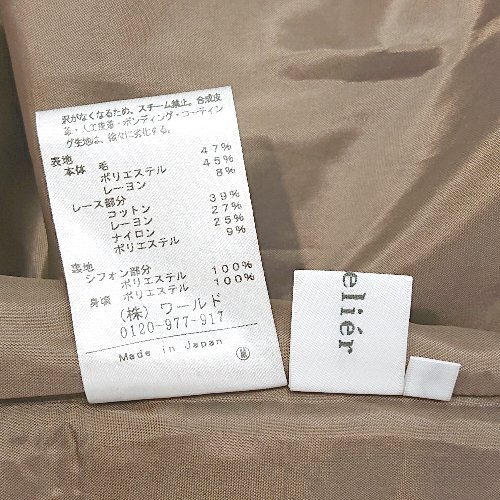 沢がなくなるため、スチーム禁止。合成皮
革・人工皮革・ボンディング・コーティン
グ生地は、徐々に劣化する。
表地
本体 毛 47%
ポリエステル 45%
レーヨン 8%
レース部分
コットン 39%
レーヨン 27%
ナイロン 25%
ポリエステル 9%
裏地
シフォン部分
ポリエステル 100%
身頃 ポリエステル 100%
(株)ワールド
0120-977-917
Made in Japan
eliér